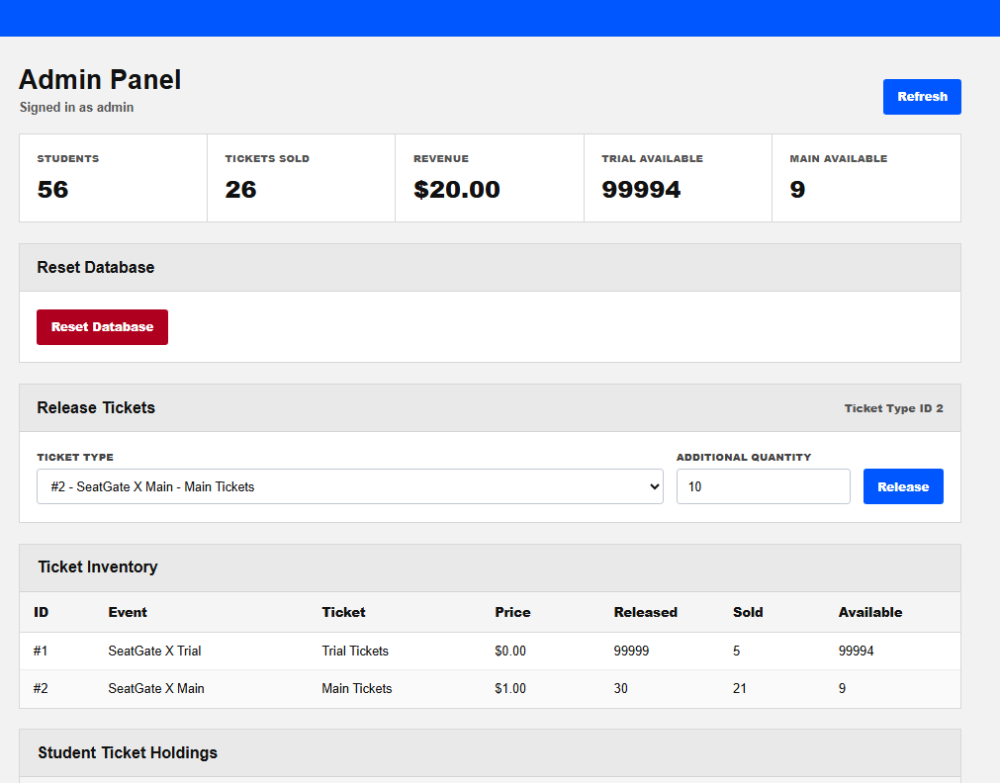 Admin Panel
Signed in as admin
Refresh
STUDENTS
56
TICKETS SOLD
26
REVENUE
$20.00
TRIAL AVAILABLE
99994
MAIN AVAILABLE
9
Reset Database
Reset Database
Release Tickets
Ticket Type ID 2
TICKET TYPE
#2 - SeatGate X Main - Main Tickets
ADDITIONAL QUANTITY
10
Release
Ticket Inventory
ID Event Ticket Price Released Sold Available
#1 SeatGate X Trial Trial Tickets $0.00 99999 5 99994
#2 SeatGate X Main Main Tickets $1.00 30 21 9
Student Ticket Holdings